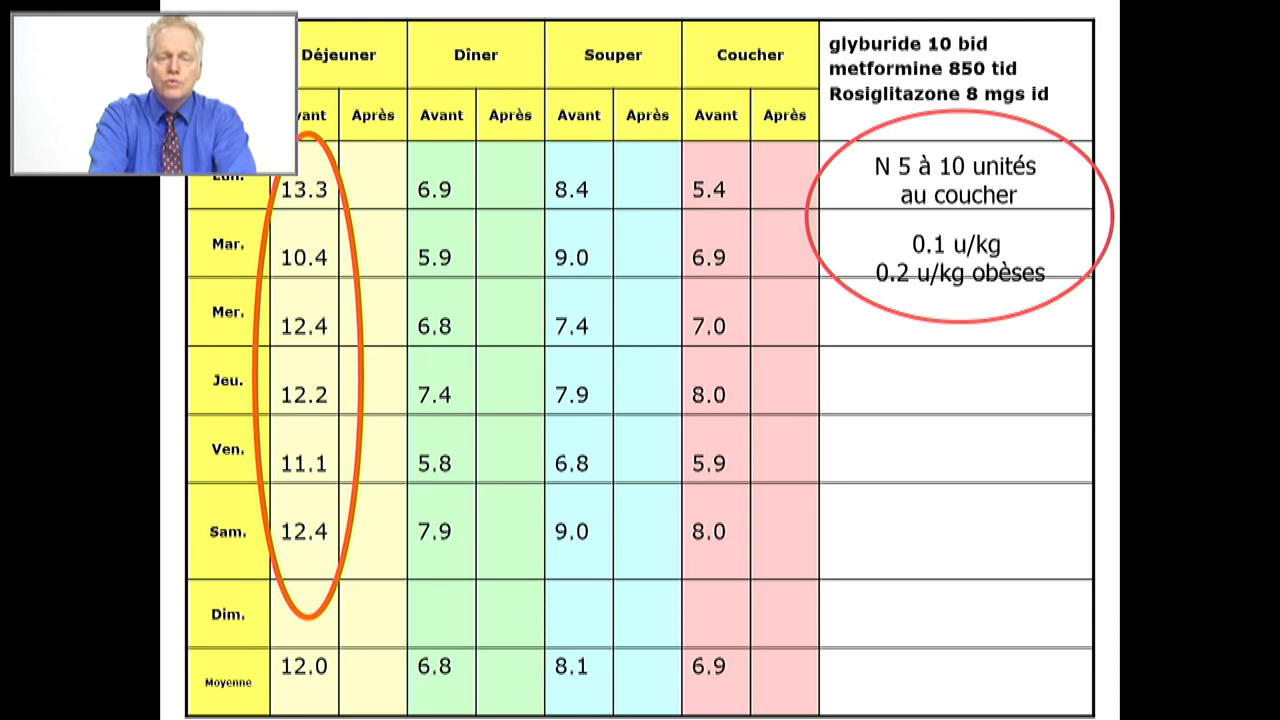 Déjeuner Dîner Souper Coucher
glyburide 10 bid
metformine 850 tid
Rosiglitazone 8 mgs id
Après Avant Après Avant Après Avant Après
13.3 6.9 8.4 5.4
N 5 à 10 unités
au coucher
Mar. 10.4 5.9 9.0 6.9
0.1 u/kg
0.2 u/kg obèses
Mer. 12.4 6.8 7.4 7.0
Jeu. 12.2 7.4 7.9 8.0
Ven. 11.1 5.8 6.8 5.9
Sam. 12.4 7.9 9.0 8.0
Dim.
Moyenne 12.0 6.8 8.1 6.9